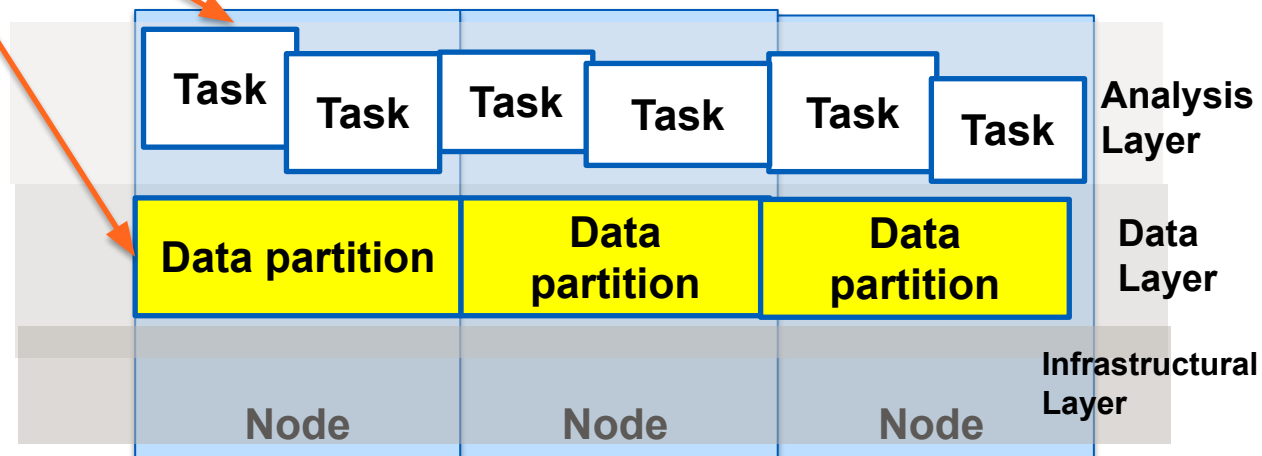 Task
Task
Task
Task
Task
Task
Analysis
Layer
Data partition
Data
partition
Data
partition
Data
Layer
Infrastructural
Layer
Node
Node
Node